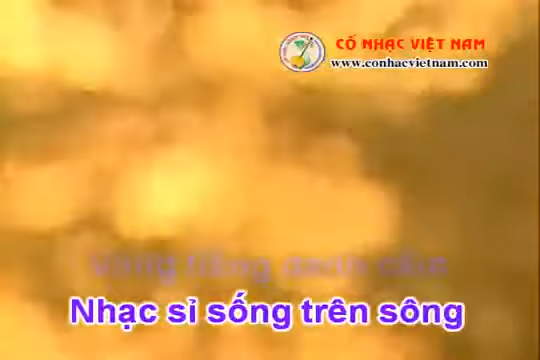 CỔ NHẠC VIỆT NAM
www.conhacvietnam.com
Nhạc sỉ sống trên sông